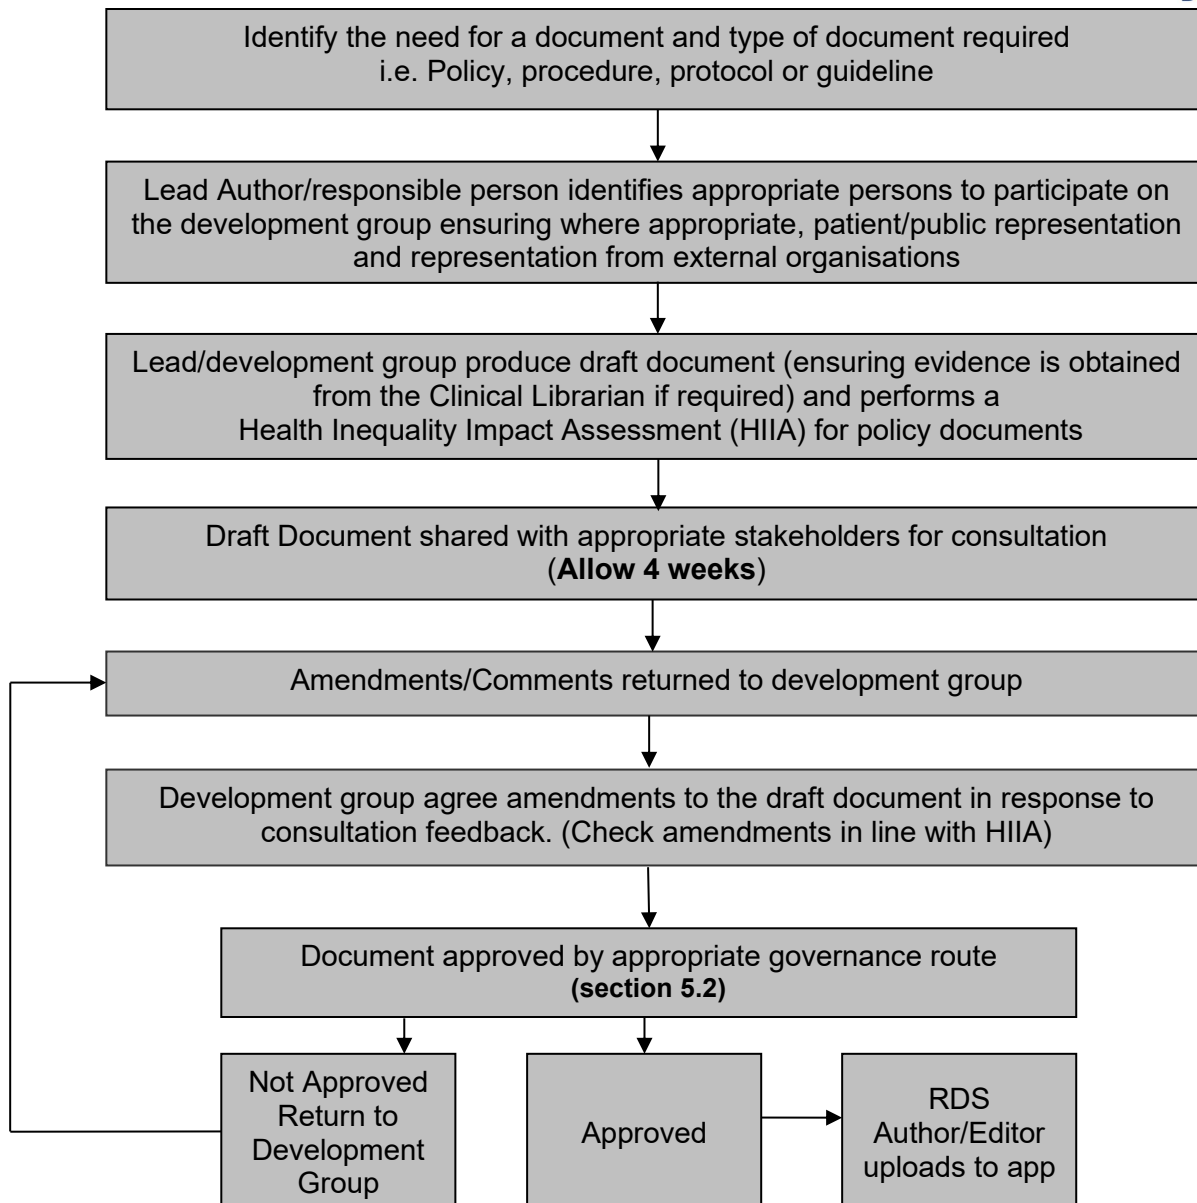 Identify the need for a document and type of document required
i.e. Policy, procedure, protocol or guideline
Lead Author/responsible person identifies appropriate persons to participate on
the development group ensuring where appropriate, patient/public representation
and representation from external organisations
Lead/development group produce draft document (ensuring evidence is obtained
from the Clinical Librarian if required) and performs a
Health Inequality Impact Assessment (HIIA) for policy documents
Draft Document shared with appropriate stakeholders for consultation
(Allow 4 weeks)
Amendments/Comments returned to development group
Development group agree amendments to the draft document in response to
consultation feedback. (Check amendments in line with HIIA)
Document approved by appropriate governance route
(section 5.2)
Not Approved
Return to
Development
Group
Approved
RDS
Author/Editor
uploads to app